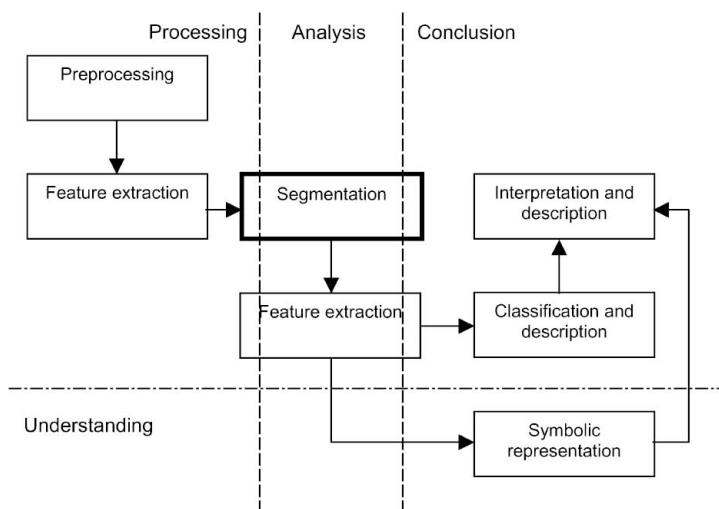 Processing
Analysis
Conclusion
Preprocessing
Feature extraction
Segmentation
Interpretation and
description
Feature extraction
Classification and
description
Understanding
Symbolic
representation